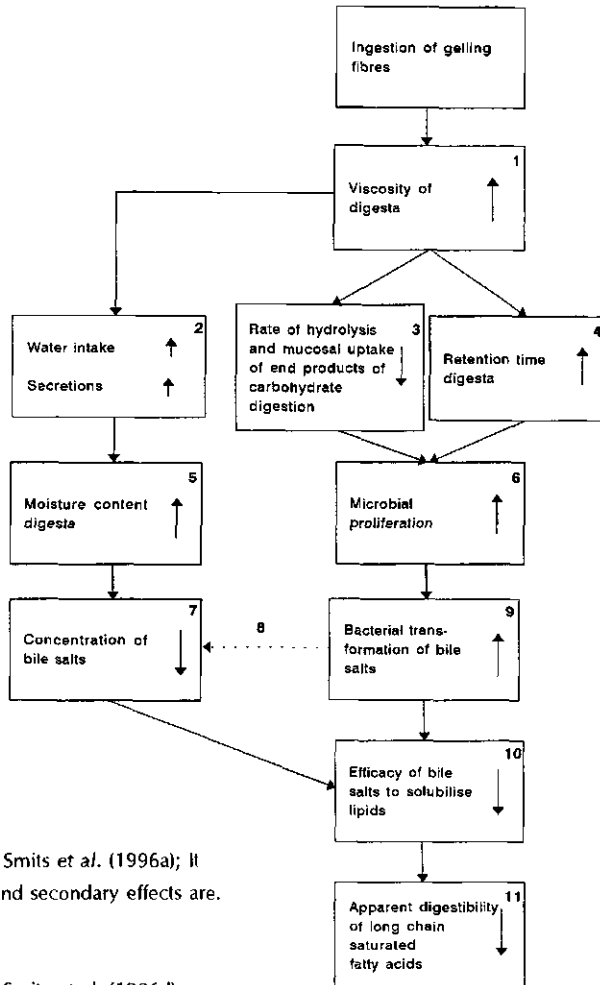 Ingestion of gelling
fibres
1
Viscosity of
digesta
2
Water intake
Secretions
Rate of hydrolysis 3
and mucosal uptake
of end products of
carbohydrate
digestion
4
Retention time
digesta
5
Moisture content
digesta
6
Microbial
proliferation
7
Concentration of
bile salts
8
9
Bacterial trans-
formation of bile
salts
10
Efficacy of bile
salts to solubilise
lipids
Smits et al. (1996a); It
nd secondary effects are.
11
Apparent digestibility
of long chain
saturated
fatty acids